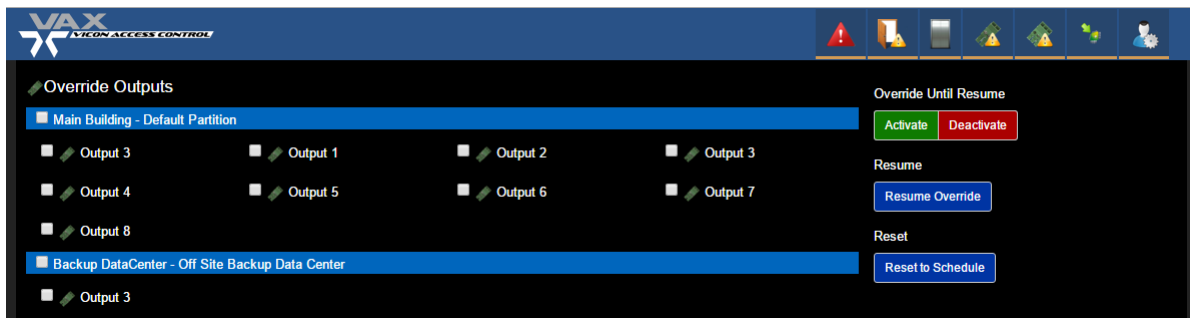 VAX
VICON ACCESS CONTROL
Override Outputs
Main Building - Default Partition
Output 3 Output 1 Output 2 Output 3
Output 4 Output 5 Output 6 Output 7
Output 8
Backup DataCenter - Off Site Backup Data Center
Output 3
Override Until Resume
Activate Deactivate
Resume
Resume Override
Reset
Reset to Schedule